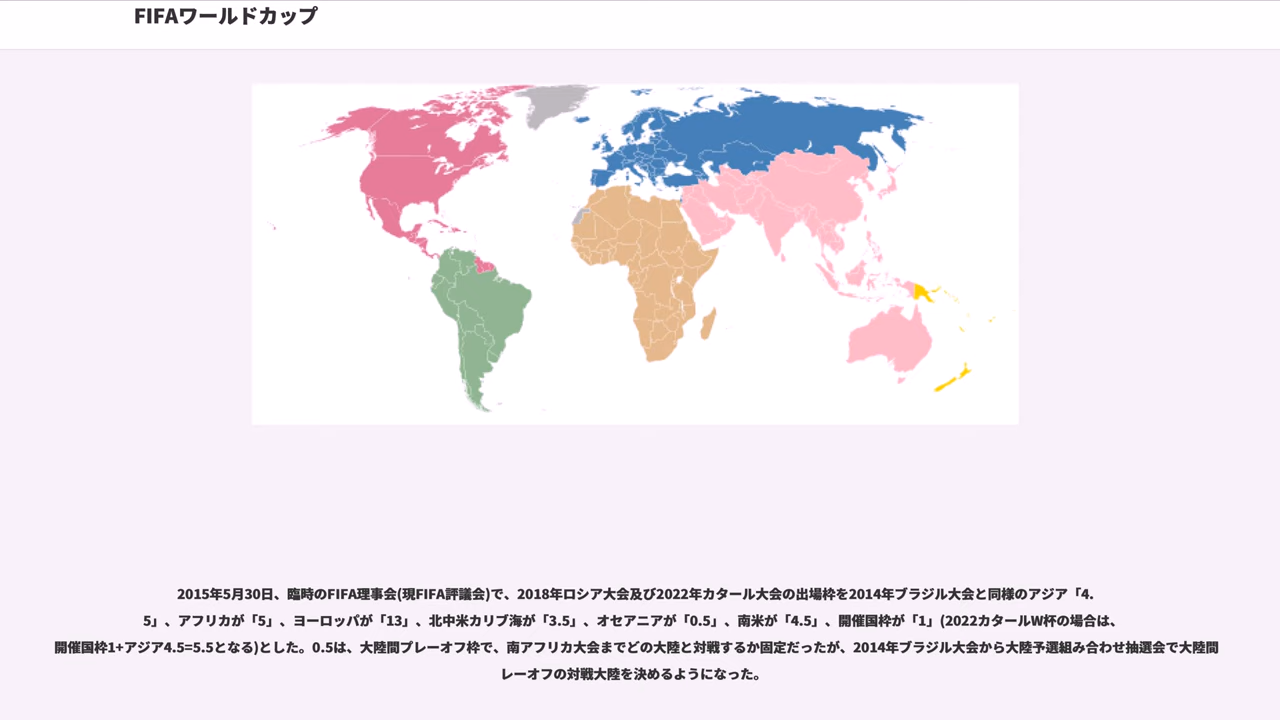 FIFAワールドカップ
2015年5月30日、臨時のFIFA理事会(現FIFA評議会)で、2018年ロシア大会及び2022年カタール大会の出場枠を2014年ブラジル大会と同様のアジア「4.
5」、アフリカが「5」、ヨーロッパが「13」、北中米カリブ海が「3.5」、オセアニアが「0.5」、南米が「4.5」、開催国枠が「1」(2022カタールW杯の場合は、
開催国枠1+アジア4.5=5.5となる)とした。0.5は、大陸間プレーオフ枠で、南アフリカ大会までどの大陸と対戦するか固定だったが、2014年ブラジル大会から大陸予選組み合わせ抽選会で大陸間
レーオフの対戦大陸を決めるようになった。